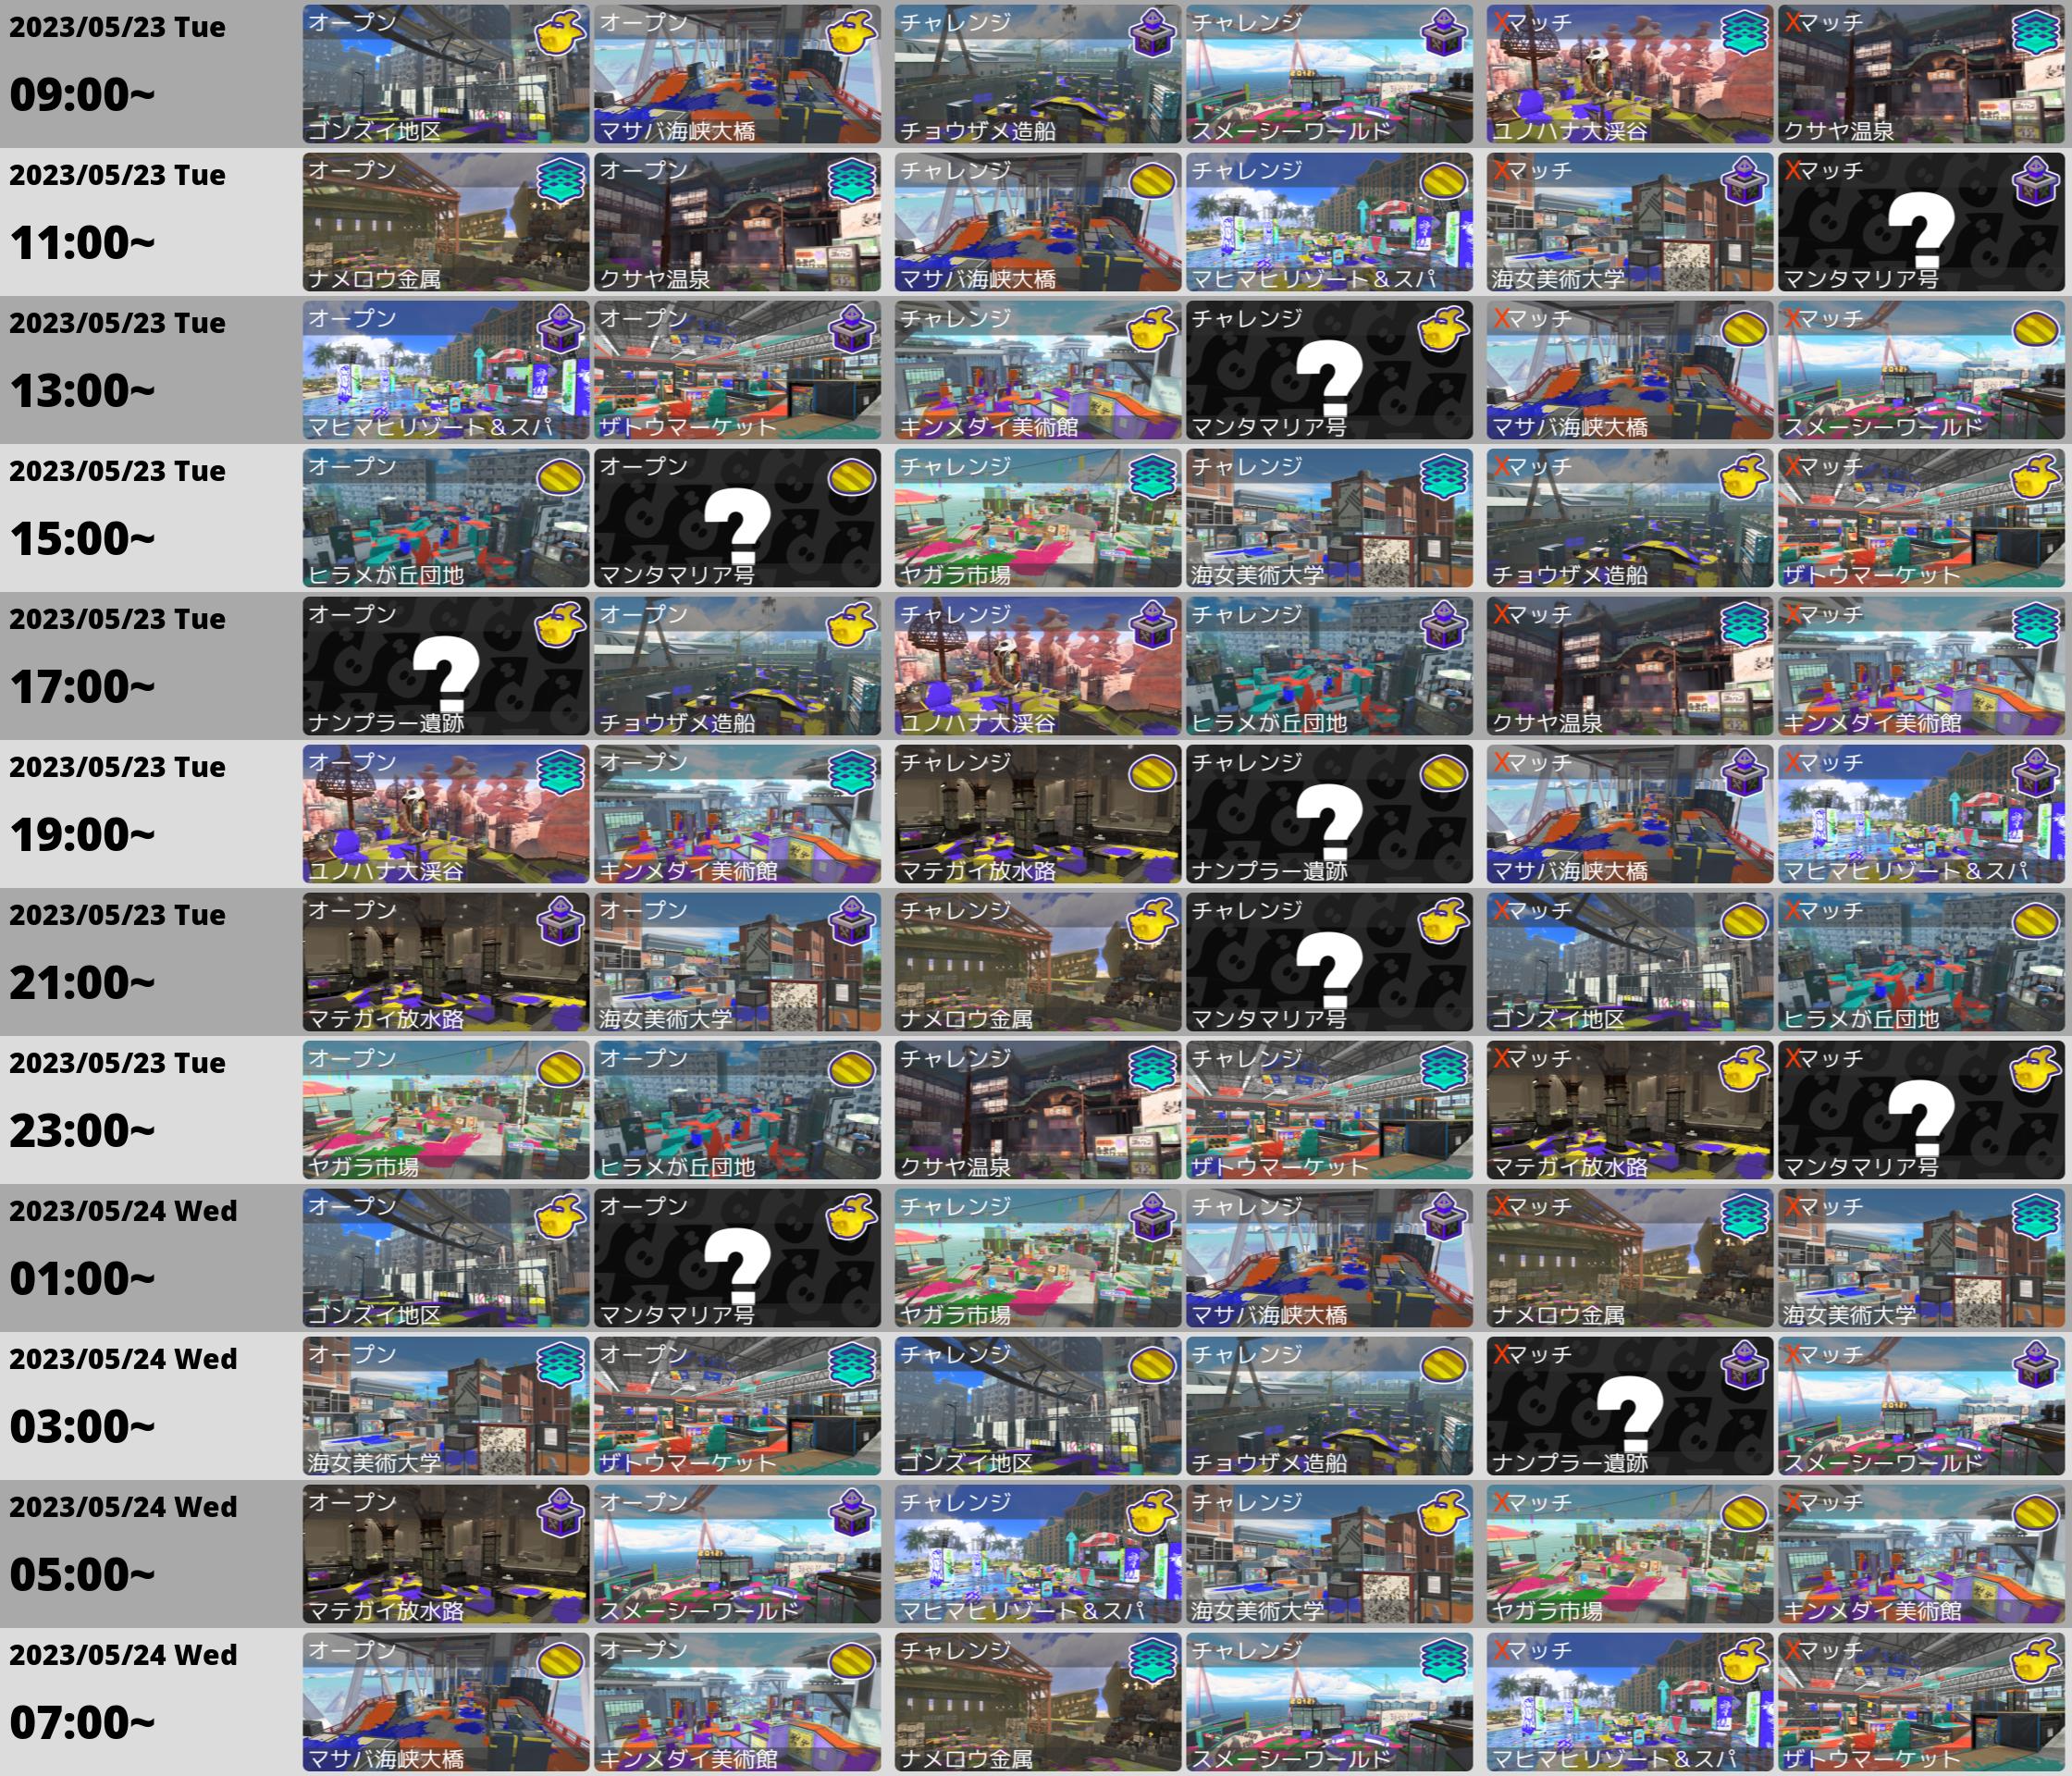 2023/05/23 Tue
09:00~
オープン オープン チャレンジ チャレンジ Xマッチ Xマッチ
ゴンズイ地区 マサバ海峡大橋 チョウザメ造船 スメーシーワールド ユノハナ大渓谷 クサヤ温泉
2023/05/23 Tue
11:00~
オープン オープン チャレンジ チャレンジ Xマッチ Xマッチ
?
ナメロウ金属 クサヤ温泉 マサバ海峡大橋 マヒマヒリゾート&スパ 海女美術大学 マンタマリア号
2023/05/23 Tue
13:00~
オープン オープン チャレンジ チャレンジ Xマッチ Xマッチ
?
マヒマヒリゾート&スパ ザトウマーケット キンメダイ美術館 マンタマリア号 マサバ海峡大橋 スメーシーワールド
2023/05/23 Tue
15:00~
オープン オープン チャレンジ チャレンジ Xマッチ Xマッチ
?
ヒラメが丘団地 マンタマリア号 ヤガラ市場 海女美術大学 チョウザメ造船 ザトウマーケット
2023/05/23 Tue
17:00~
オープン オープン チャレンジ チャレンジ Xマッチ Xマッチ
?
ナンプラー遺跡 チョウザメ造船 ユノハナ大渓谷 ヒラメが丘団地 クサヤ温泉 キンメダイ美術館
2023/05/23 Tue
19:00~
オープン オープン チャレンジ チャレンジ Xマッチ Xマッチ
?
ユノハナ大渓谷 キンメダイ美術館 マテガイ放水路 ナンプラー遺跡 マサバ海峡大橋 マヒマヒリゾート&スパ
2023/05/23 Tue
21:00~
オープン オープン チャレンジ チャレンジ Xマッチ Xマッチ
?
マテガイ放水路 海女美術大学 ナメロウ金属 マンタマリア号 ゴンズイ地区 ヒラメが丘団地
2023/05/23 Tue
23:00~
オープン オープン チャレンジ チャレンジ Xマッチ Xマッチ
?
ヤガラ市場 ヒラメが丘団地 クサヤ温泉 ザトウマーケット マテガイ放水路 マンタマリア号
2023/05/24 Wed
01:00~
オープン オープン チャレンジ チャレンジ Xマッチ Xマッチ
?
ゴンズイ地区 マンタマリア号 ヤガラ市場 マサバ海峡大橋 ナメロウ金属 海女美術大学
2023/05/24 Wed
03:00~
オープン オープン チャレンジ チャレンジ Xマッチ Xマッチ
?
海女美術大学 ザトウマーケット ゴンズイ地区 チョウザメ造船 ナンプラー遺跡 スメーシーワールド
2023/05/24 Wed
05:00~
オープン オープン チャレンジ チャレンジ Xマッチ Xマッチ
マテガイ放水路 スメーシーワールド マヒマヒリゾート&スパ 海女美術大学 ヤガラ市場 キンメダイ美術館
2023/05/24 Wed
07:00~
オープン オープン チャレンジ チャレンジ Xマッチ Xマッチ
マサバ海峡大橋 キンメダイ美術館 ナメロウ金属 スメーシーワールド マヒマヒリゾート&スパ ザトウマーケット